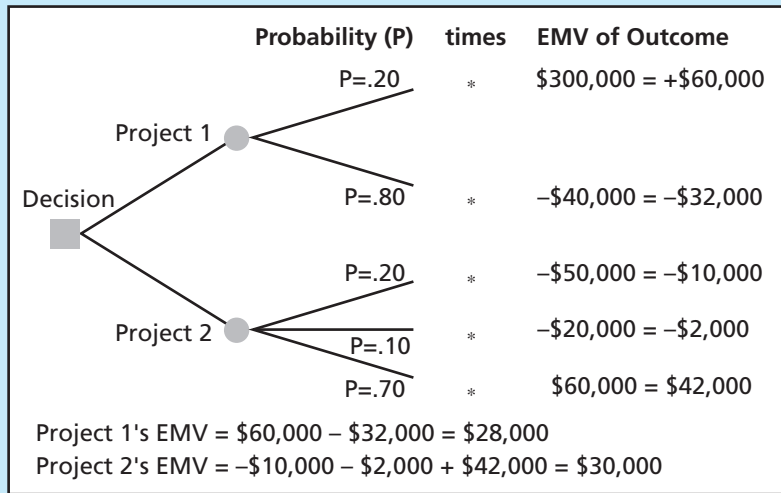 Probability (P) times EMV of Outcome
P=.20 * $300,000 = +$60,000
Project 1
P=.80 * –$40,000 = –$32,000
Decision
P=.20 * –$50,000 = –$10,000
Project 2 * –$20,000 = –$2,000
P=.10
P=.70 * $60,000 = $42,000
Project 1's EMV = $60,000 – $32,000 = $28,000
Project 2's EMV = –$10,000 – $2,000 + $42,000 = $30,000